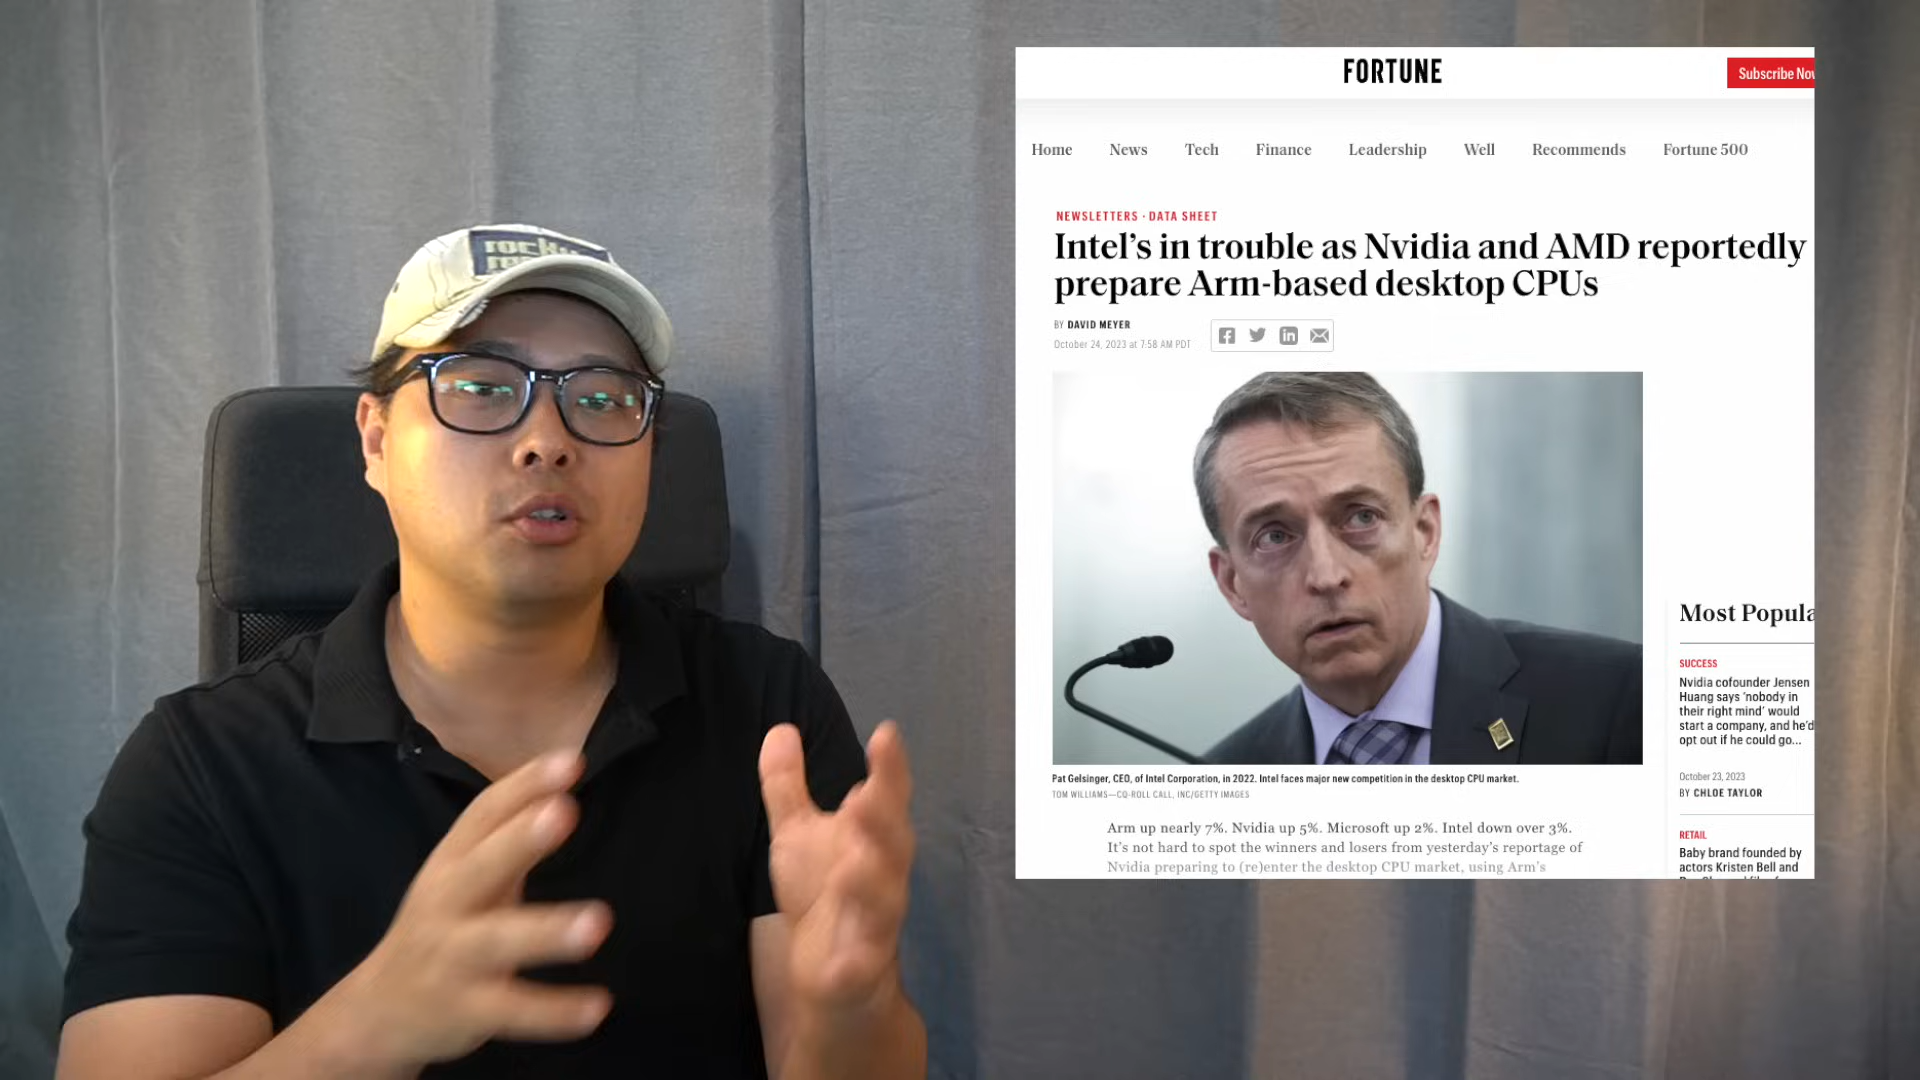 FORTUNE
Subscribe Nov
Home News Tech Finance Leadership Well Recommends Fortune 500
NEWSLETTERS · DATA SHEET
Intel's in trouble as Nvidia and AMD reportedly
prepare Arm-based desktop CPUs
BY DAVID MEYER
October 24, 2023 at 7:58 AM PDT
Pat Gelsinger, CEO, of Intel Corporation, in 2022. Intel faces major new competition in the desktop CPU market.
TOM WILLIAMS—CQ-ROLL CALL, INC/GETTY IMAGES
Arm up nearly 7%. Nvidia up 5%. Microsoft up 2%. Intel down over 3%.
It's not hard to spot the winners and losers from yesterday's reportage of
Nvidia preparing to (re)enter the desktop CPU market, using Arm's
Most Popula
SUCCESS
Nvidia cofounder Jensen
Huang says 'nobody in
their right mind' would
start a company, and he'd
opt out if he could go...
October 23, 2023
BY CHLOE TAYLOR
RETAIL
Baby brand founded by
actors Kristen Bell and